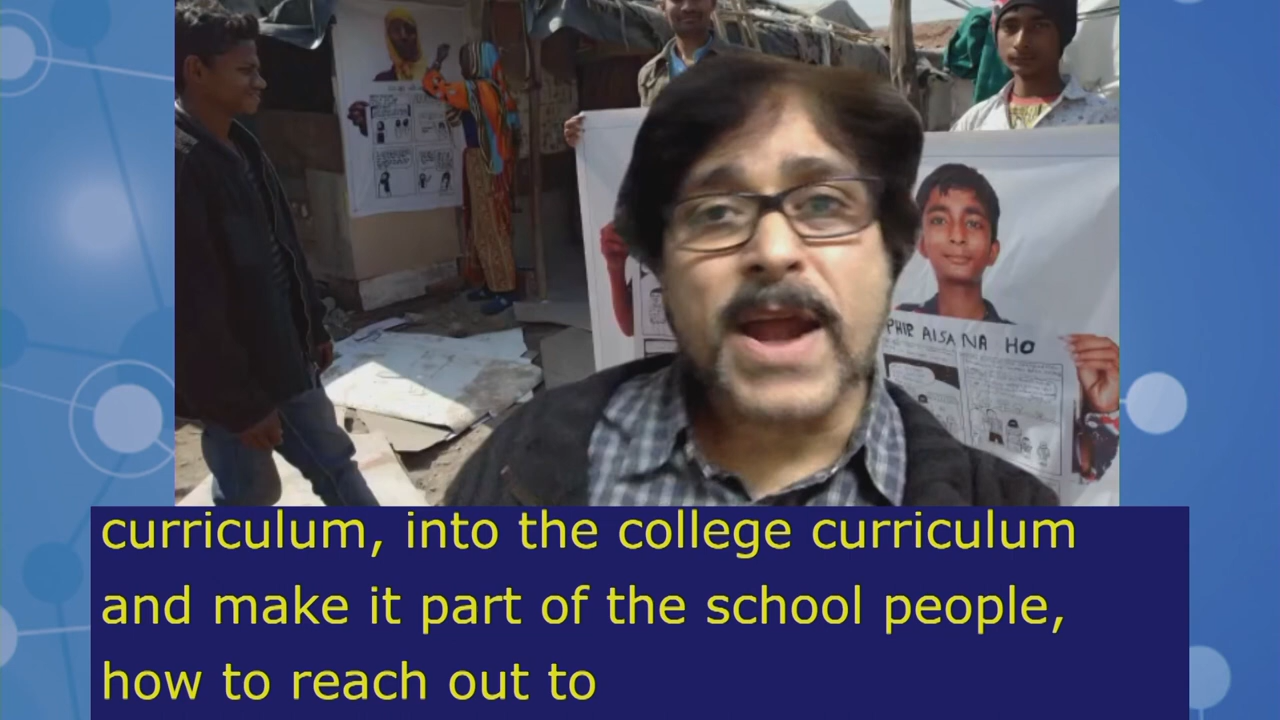 PHIR AISA NA HO
curriculum, into the college curriculum
and make it part of the school people,
how to reach out to